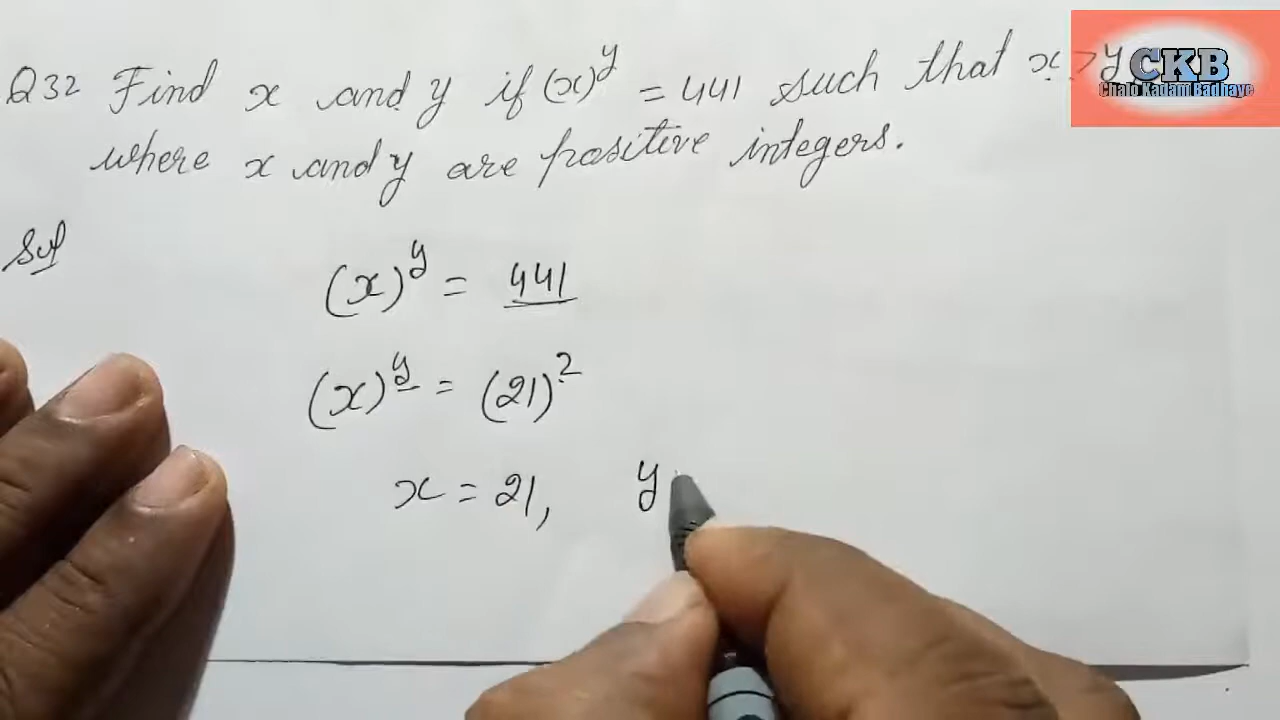 Q32 Find x and y if (x)^y = 441 such that x > y
where x and y are positive integers.
CKB
Chalo Kadam Badhaye
Sol
(x)^y = 441
(x)^y = (21)^2
x = 21, y